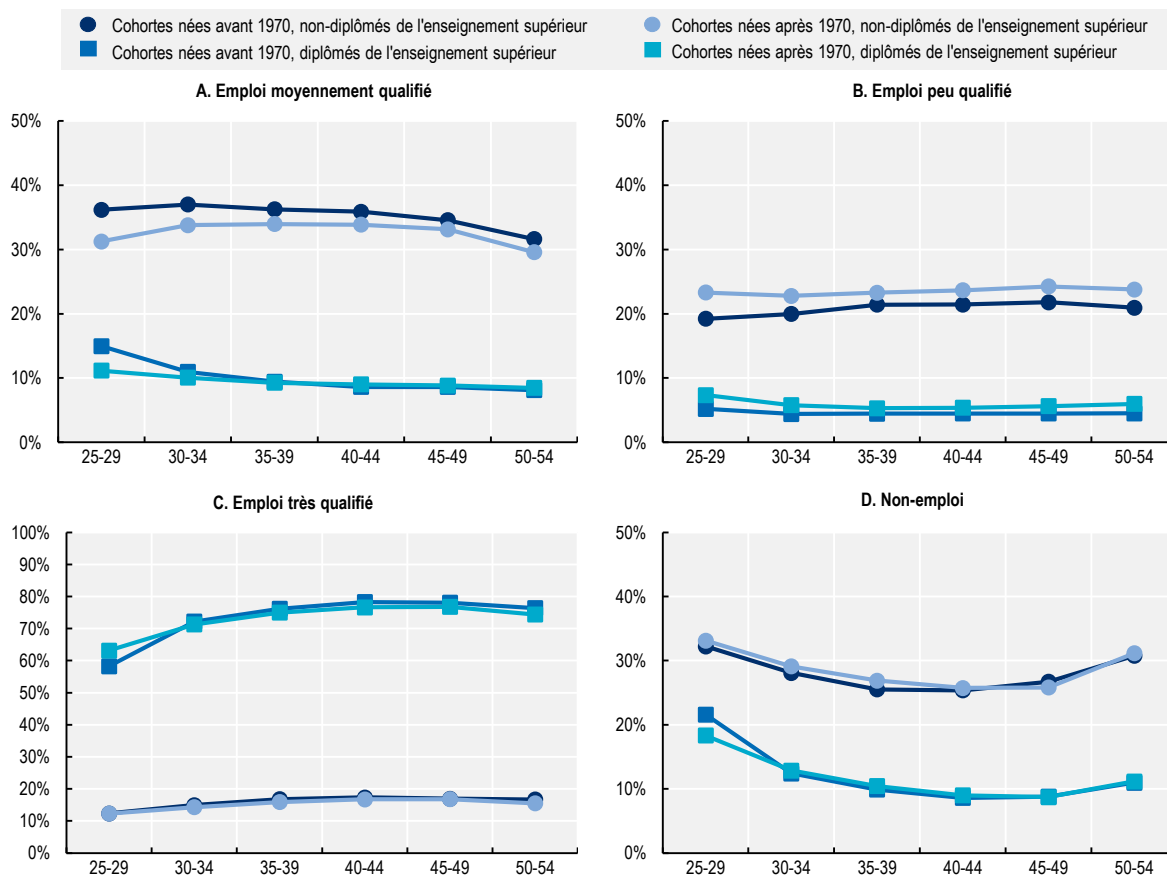 Cohortes nées avant 1970, non-diplômés de l'enseignement supérieur
Cohortes nées après 1970, non-diplômés de l'enseignement supérieur
Cohortes nées avant 1970, diplômés de l'enseignement supérieur
Cohortes nées après 1970, diplômés de l'enseignement supérieur
A. Emploi moyennement qualifié
50%
40%
30%
20%
10%
0%
25-29 30-34 35-39 40-44 45-49 50-54
B. Emploi peu qualifié
50%
40%
30%
20%
10%
0%
25-29 30-34 35-39 40-44 45-49 50-54
C. Emploi très qualifié
100%
90%
80%
70%
60%
50%
40%
30%
20%
10%
0%
25-29 30-34 35-39 40-44 45-49 50-54
D. Non-emploi
50%
40%
30%
20%
10%
0%
25-29 30-34 35-39 40-44 45-49 50-54